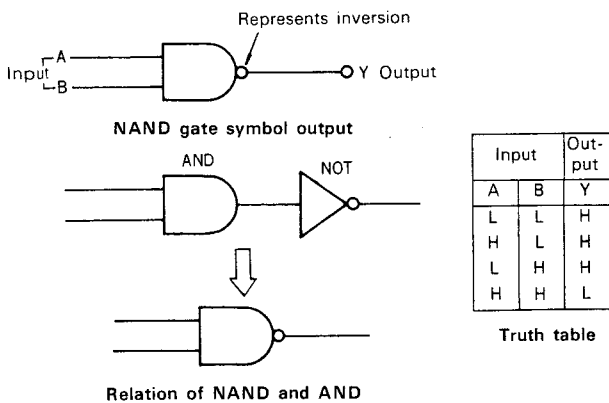 Represents inversion
A
Input
B
Y Output
NAND gate symbol output
AND
NOT
Relation of NAND and AND
Input Out-
put
A B Y
L L H
H L H
L H H
H H L
Truth table